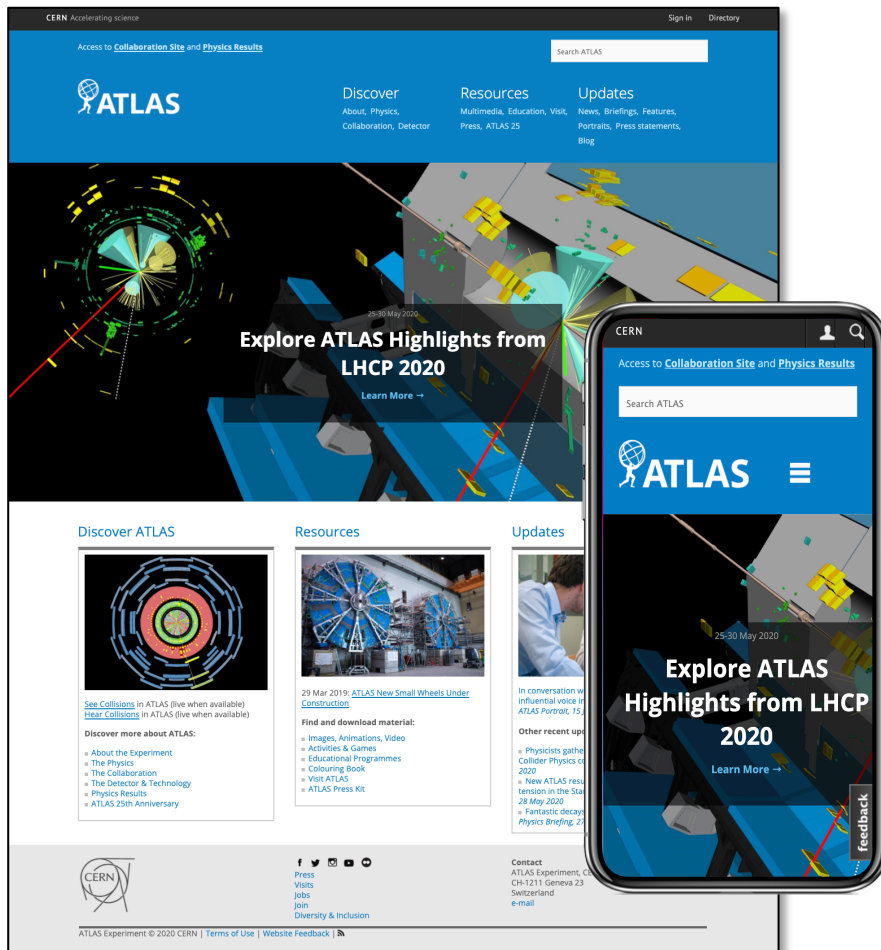 CERN Accelerating science
Sign in Directory
Access to Collaboration Site and Physics Results
Search ATLAS
ATLAS
Discover
About, Physics,
Collaboration, Detector
Resources
Multimedia, Education, Visit,
Press, ATLAS 25
Updates
News, Briefings, Features,
Portraits, Press statements,
Blog
25-30 May 2020
Explore ATLAS Highlights from
LHCP 2020
Learn More →
Discover ATLAS
See Collisions in ATLAS (live when available)
Hear Collisions in ATLAS (live when available)
Discover more about ATLAS:
About the Experiment
The Physics
The Collaboration
The Detector & Technology
Physics Results
ATLAS 25th Anniversary
Resources
29 Mar 2019: ATLAS New Small Wheels Under
Construction
Find and download material:
Images, Animations, Video
Activities & Games
Educational Programmes
Colouring Book
Visit ATLAS
ATLAS Press Kit
Updates
In conversation
influential voice
ATLAS Portrait, 15
Other recent
Physicists
Collider Physics
2020
New ATLAS
tension in the
28 May 2020
Fantastic decays
Physics Briefing, 27
CERN
Press
Visits
Jobs
Join
Diversity & Inclusion
Contact
ATLAS Experiment,
CH-1211 Geneva 23
Switzerland
e-mail
ATLAS Experiment © 2020 CERN | Terms of Use | Website Feedback |
CERN
Access to Collaboration Site and Physics Results
Search ATLAS
ATLAS
25-30 May 2020
Explore ATLAS
Highlights from LHCP
2020
Learn More →
feedback